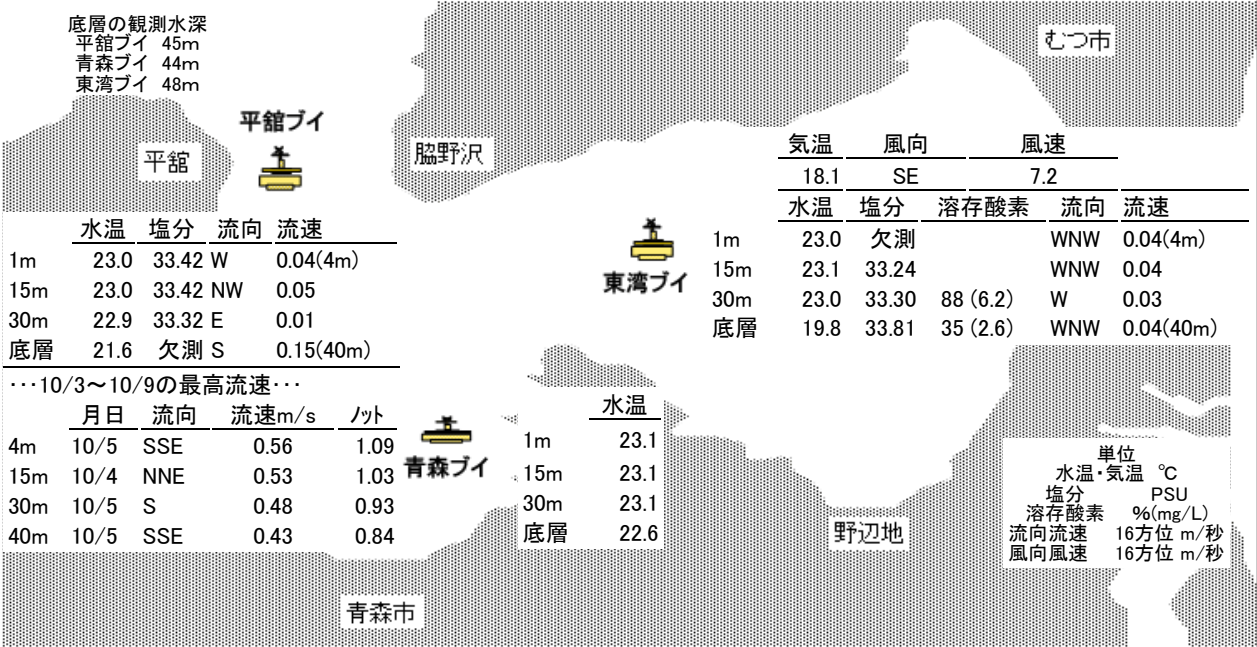 底層の観測水深
平舘ブイ 45m
青森ブイ 44m
東湾ブイ 48m
むつ市
平舘ブイ
平舘
脇野沢
気温 風向 風速
18.1 SE 7.2
水温 塩分 溶存酸素 流向 流速
1m 23.0 欠測 WNW 0.04(4m)
15m 23.1 33.24 WNW 0.04
30m 23.0 33.30 88 (6.2) W 0.03
底層 19.8 33.81 35 (2.6) WNW 0.04(40m)
東湾ブイ
水温 塩分 流向 流速
1m 23.0 33.42 W 0.04(4m)
15m 23.0 33.42 NW 0.05
30m 22.9 33.32 E 0.01
底層 21.6 欠測 S 0.15(40m)
･･･10/3～10/9の最高流速･･･
月日 流向 流速m/s ﾉｯﾄ
4m 10/5 SSE 0.56 1.09
15m 10/4 NNE 0.53 1.03
30m 10/5 S 0.48 0.93
40m 10/5 SSE 0.43 0.84
青森ブイ
水温
1m 23.1
15m 23.1
30m 23.1
底層 22.6
野辺地
単位
水温・気温 ℃
塩分 PSU
溶存酸素 %(mg/L)
流向流速 16方位 m/秒
風向風速 16方位 m/秒
青森市